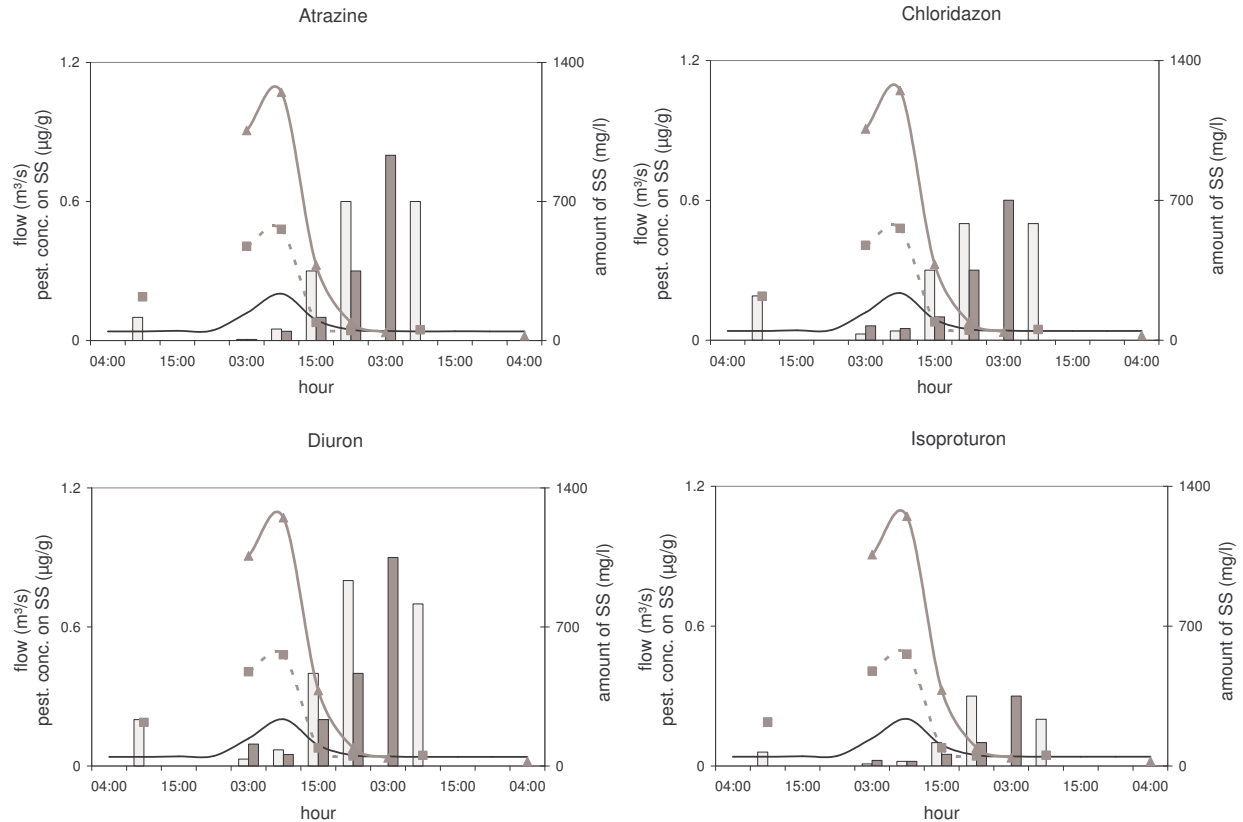 Atrazine
1.2
0.6
0
1400
700
0
flow (m³/s)
pest. conc. on SS (µg/g)
amount of SS (mg/l)
04:00 15:00 03:00 15:00 03:00 15:00 04:00
hour
Chloridazon
1.2
0.6
0
1400
700
0
flow (m³/s)
pest. conc. on SS (µg/g)
amount of SS (mg/l)
04:00 15:00 03:00 15:00 03:00 15:00 04:00
hour
Diuron
1.2
0.6
0
1400
700
0
flow (m³/s)
pest. conc. on SS (µg/g)
amount of SS (mg/l)
04:00 15:00 03:00 15:00 03:00 15:00 04:00
hour
Isoproturon
1.2
0.6
0
1400
700
0
flow (m³/s)
pest. conc. on SS (µg/g)
amount of SS (mg/l)
04:00 15:00 03:00 15:00 03:00 15:00 04:00
hour